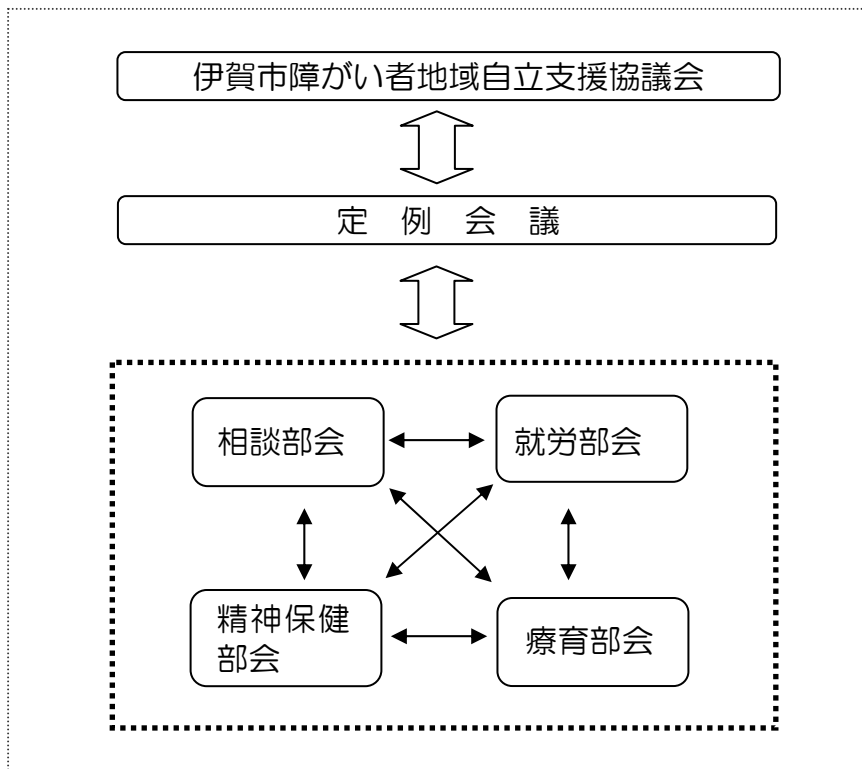 伊賀市障がい者地域自立支援協議会
定　例　会　議
相談部会
就労部会
精神保健
部会
療育部会